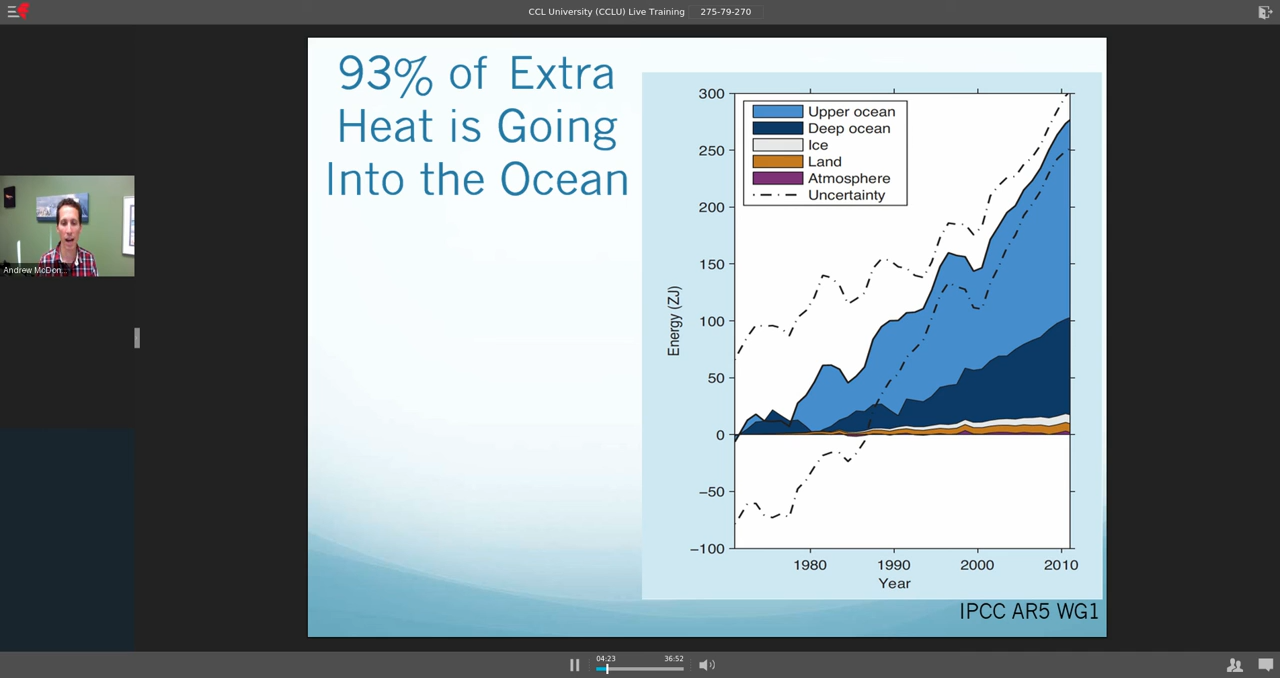 CCL University (CCLU) Live Training 275-79-270
93% of Extra
Heat is Going
Into the Ocean
Andrew McDon...
300
250
200
150
100
50
0
−50
−100
Energy (ZJ)
Upper ocean
Deep ocean
Ice
Land
Atmosphere
Uncertainty
1980 1990 2000 2010
Year
IPCC AR5 WG1
04:23 36:52